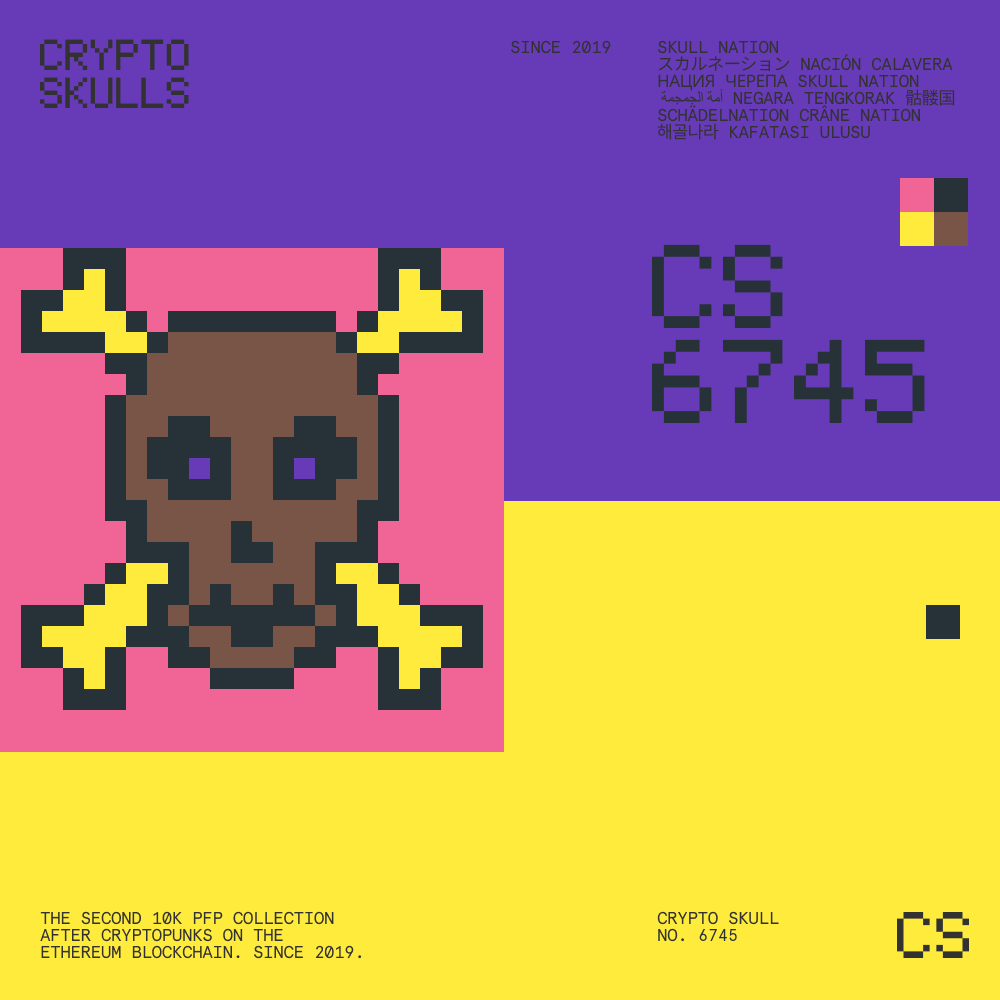 CRYPTO
SKULLS
SINCE 2019
SKULL NATION
スカルネーション NACIÓN CALAVERA
НАЦИЯ ЧЕРЕПА SKULL NATION
أمة الجمجمة NEGARA TENGKORAK 骷髏国
SCHÄDELNATION CRÂNE NATION
해골나라 KAFATASI ULUSU
CS
6745
THE SECOND 10K PFP COLLECTION
AFTER CRYPTOPUNKS ON THE
ETHEREUM BLOCKCHAIN. SINCE 2019.
CRYPTO SKULL
NO. 6745
CS